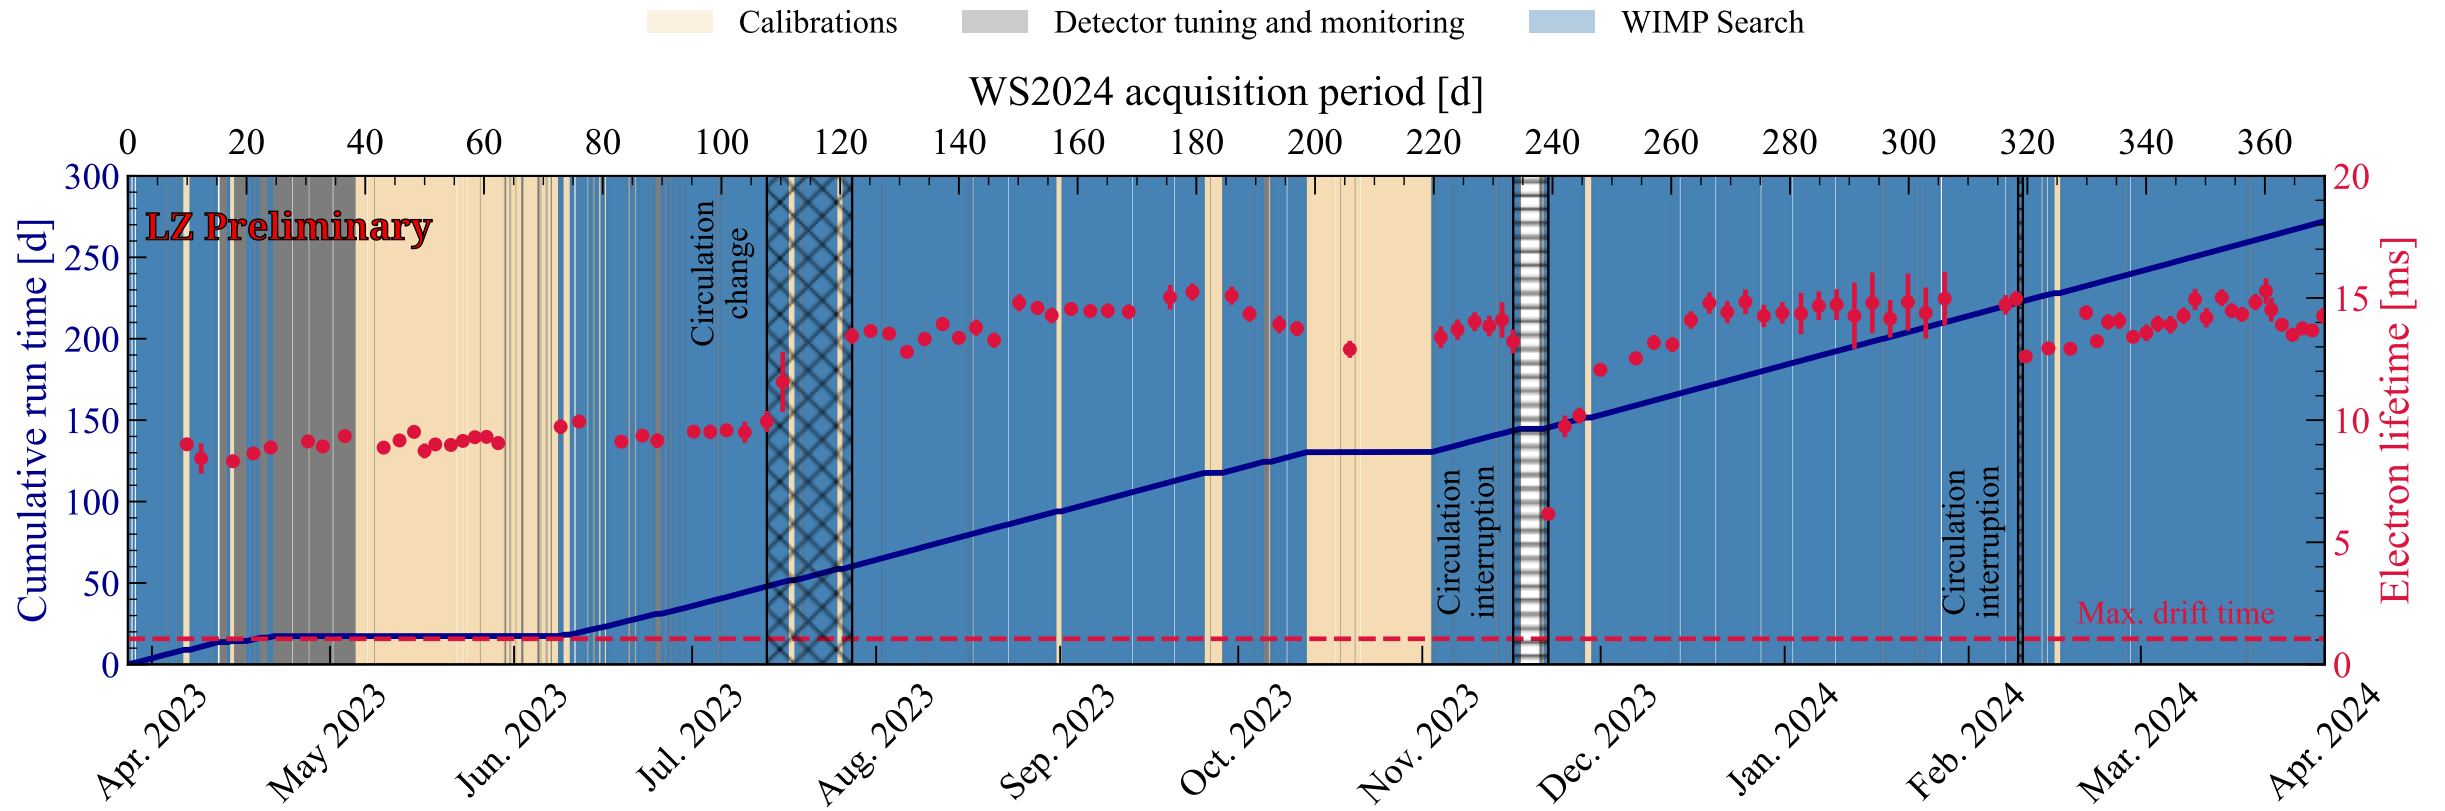 Calibrations
Detector tuning and monitoring
WIMP Search
WS2024 acquisition period [d]
0 20 40 60 80 100 120 140 160 180 200 220 240 260 280 300 320 340 360
Cumulative run time [d]
300
250
200
150
100
50
0
LZ Preliminary
Circulation
change
Circulation
interruption
Circulation
interruption
Max. drift time
20
15
10
5
0
Electron lifetime [ms]
Apr. 2023
May 2023
Jun. 2023
Jul. 2023
Aug. 2023
Sep. 2023
Oct. 2023
Nov. 2023
Dec. 2023
Jan. 2024
Feb. 2024
Mar. 2024
Apr. 2024